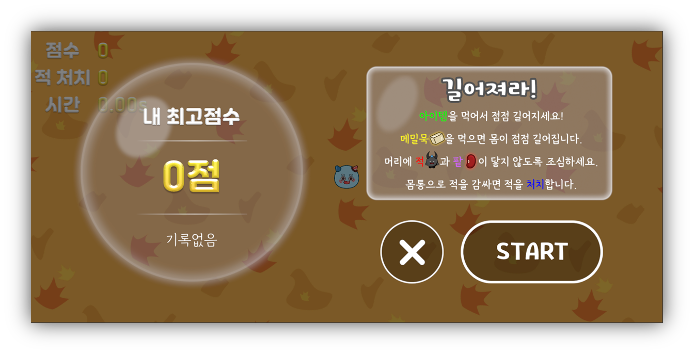 점수 0
적 처치 0
시간 0.00s
내 최고점수
0점
기록없음
길어져라!
아이템을 먹어서 점점 길어지세요!
메밀묵을 먹으면 몸이 점점 길어집니다.
머리에 적과 팥이 닿지 않도록 조심하세요.
몸통으로 적을 감싸면 적을 처치합니다.
START